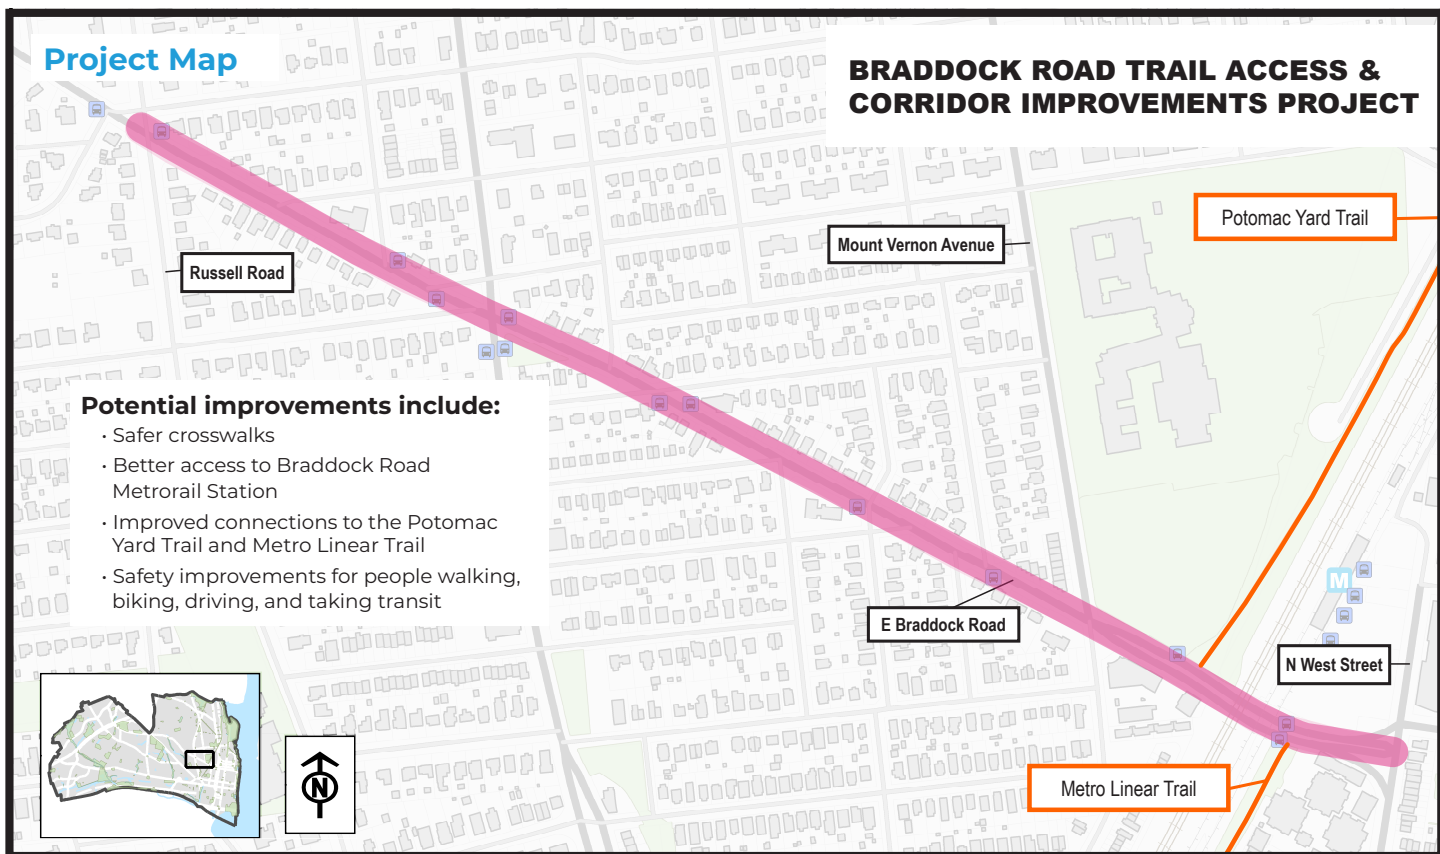 Project Map
BRADDOCK ROAD TRAIL ACCESS &
CORRIDOR IMPROVEMENTS PROJECT
Potomac Yard Trail
Mount Vernon Avenue
Russell Road
Potential improvements include:
• Safer crosswalks
• Better access to Braddock Road
Metrorail Station
• Improved connections to the Potomac
Yard Trail and Metro Linear Trail
• Safety improvements for people walking,
biking, driving, and taking transit
M
E Braddock Road
N West Street
Metro Linear Trail
N